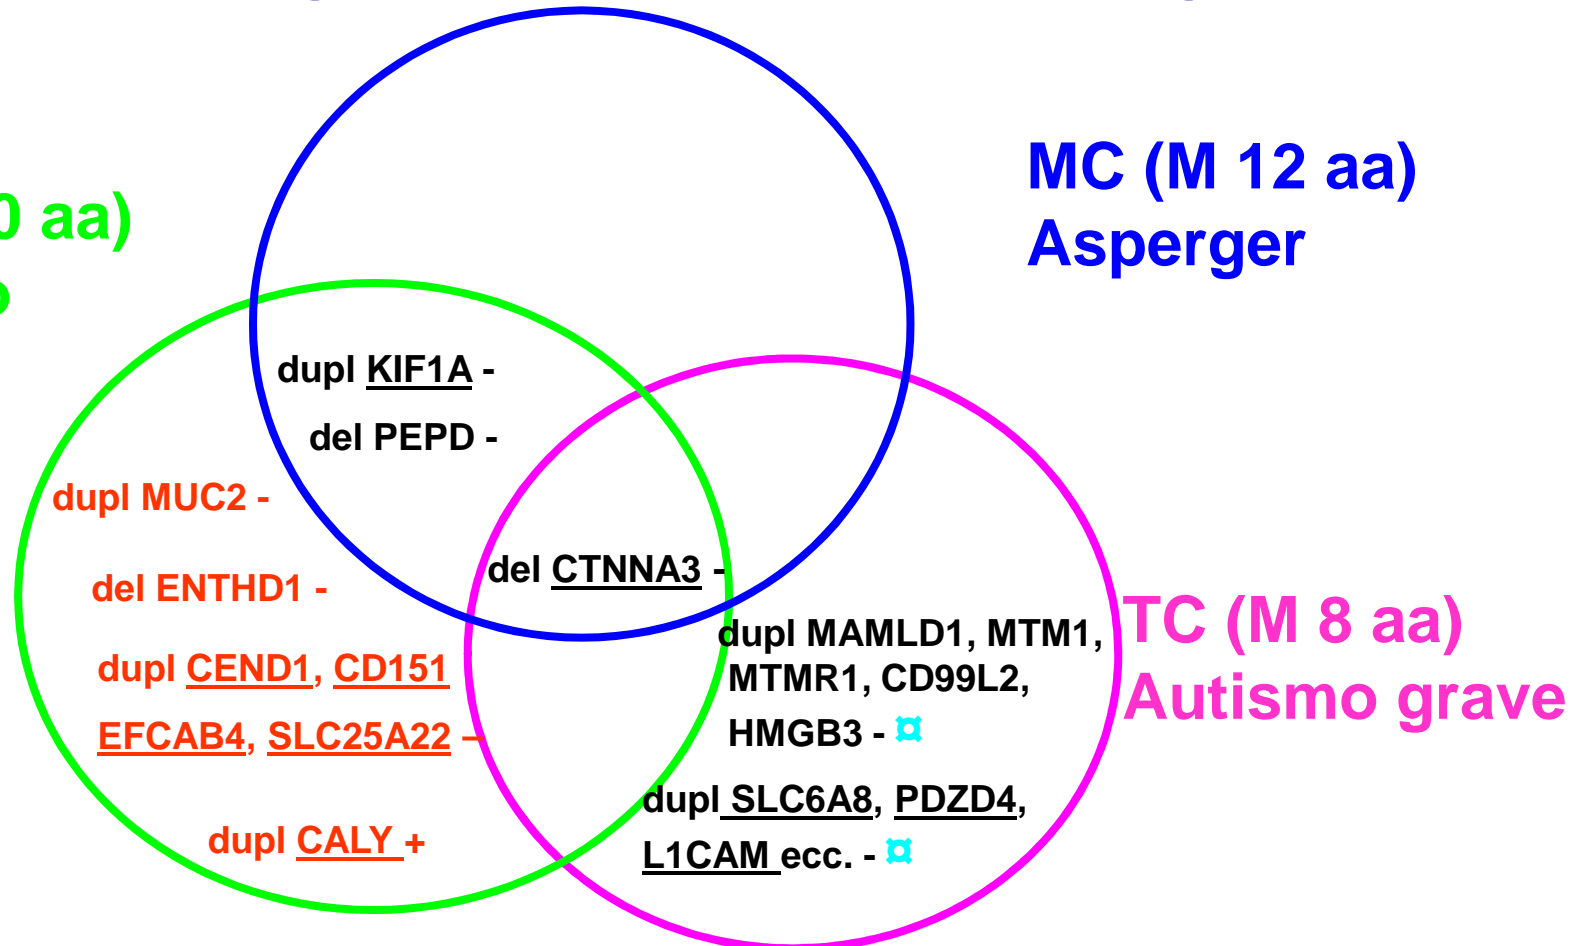 MC (M 12 aa)
Asperger
0 aa)
dupl KIF1A -
del PEPD -
dupl MUC2 -
del ENTHD1 -
dupl CEND1, CD151
EFCAB4, SLC25A22 –
dupl CALY +
del CTNNA3 -
dupl MAMLD1, MTM1,
MTMR1, CD99L2,
HMGB3 - ¤
dupl SLC6A8, PDZD4,
L1CAM ecc. - ¤
TC (M 8 aa)
Autismo grave